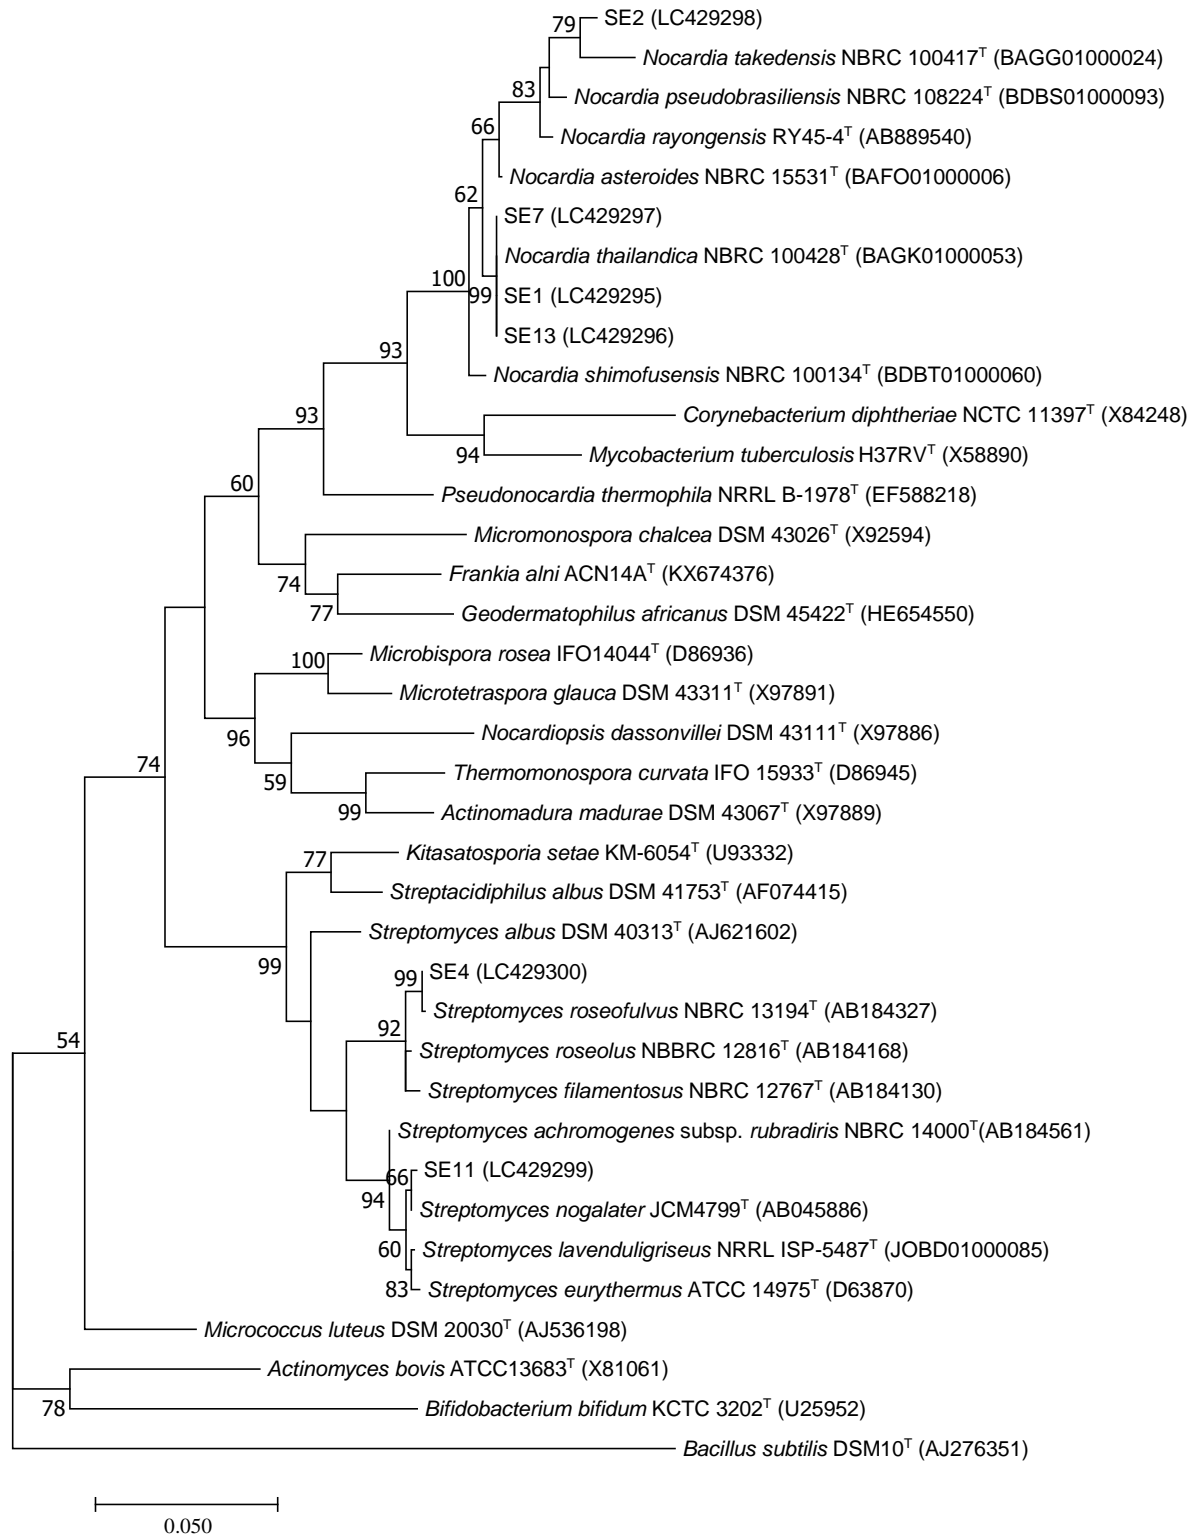 79 SE2 (LC429298)
Nocardia takedensis NBRC 100417T (BAGG01000024)
83 Nocardia pseudobrasiliensis NBRC 108224T (BDBS01000093)
66 Nocardia rayongensis RY45-4T (AB889540)
Nocardia asteroides NBRC 15531T (BAFO01000006)
62 SE7 (LC429297)
Nocardia thailandica NBRC 100428T (BAGK01000053)
100 99 SE1 (LC429295)
SE13 (LC429296)
93 Nocardia shimofusensis NBRC 100134T (BDBT01000060)
93 Corynebacterium diphtheriae NCTC 11397T (X84248)
94 Mycobacterium tuberculosis H37RVT (X58890)
60 Pseudonocardia thermophila NRRL B-1978T (EF588218)
Micromonospora chalcea DSM 43026T (X92594)
74 Frankia alni ACN14AT (KX674376)
77 Geodermatophilus africanus DSM 45422T (HE654550)
100 Microbispora rosea IFO14044T (D86936)
Microtetraspora glauca DSM 43311T (X97891)
96 Nocardiopsis dassonvillei DSM 43111T (X97886)
74 59 Thermomonospora curvata IFO 15933T (D86945)
99 Actinomadura madurae DSM 43067T (X97889)
77 Kitasatosporia setae KM-6054T (U93332)
Streptacidiphilus albus DSM 41753T (AF074415)
Streptomyces albus DSM 40313T (AJ621602)
99 99 SE4 (LC429300)
Streptomyces roseofulvus NBRC 13194T (AB184327)
54 92 Streptomyces roseolus NBBRC 12816T (AB184168)
Streptomyces filamentosus NBRC 12767T (AB184130)
Streptomyces achromogenes subsp. rubradiris NBRC 14000T(AB184561)
66 SE11 (LC429299)
94 Streptomyces nogalater JCM4799T (AB045886)
60 Streptomyces lavenduligriseus NRRL ISP-5487T (JOBD01000085)
83 Streptomyces eurythermus ATCC 14975T (D63870)
Micrococcus luteus DSM 20030T (AJ536198)
Actinomyces bovis ATCC13683T (X81061)
78 Bifidobacterium bifidum KCTC 3202T (U25952)
Bacillus subtilis DSM10T (AJ276351)
0.050